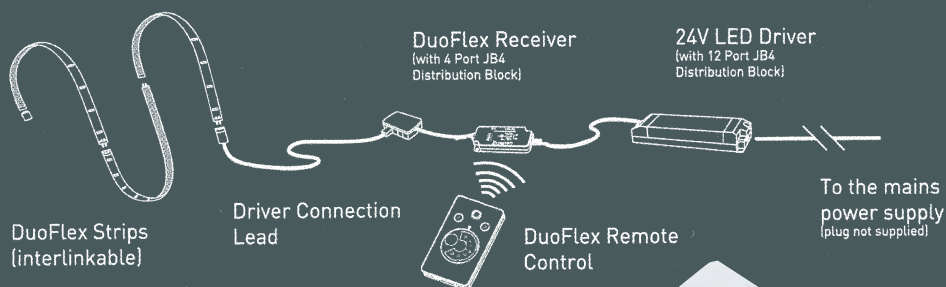 DuoFlex Receiver
(with 4 Port JB4
Distribution Block)
24V LED Driver
(with 12 Port JB4
Distribution Block)
DuoFlex Strips
(interlinkable)
Driver Connection
Lead
DuoFlex Remote
Control
To the mains
power supply
(plug not supplied)